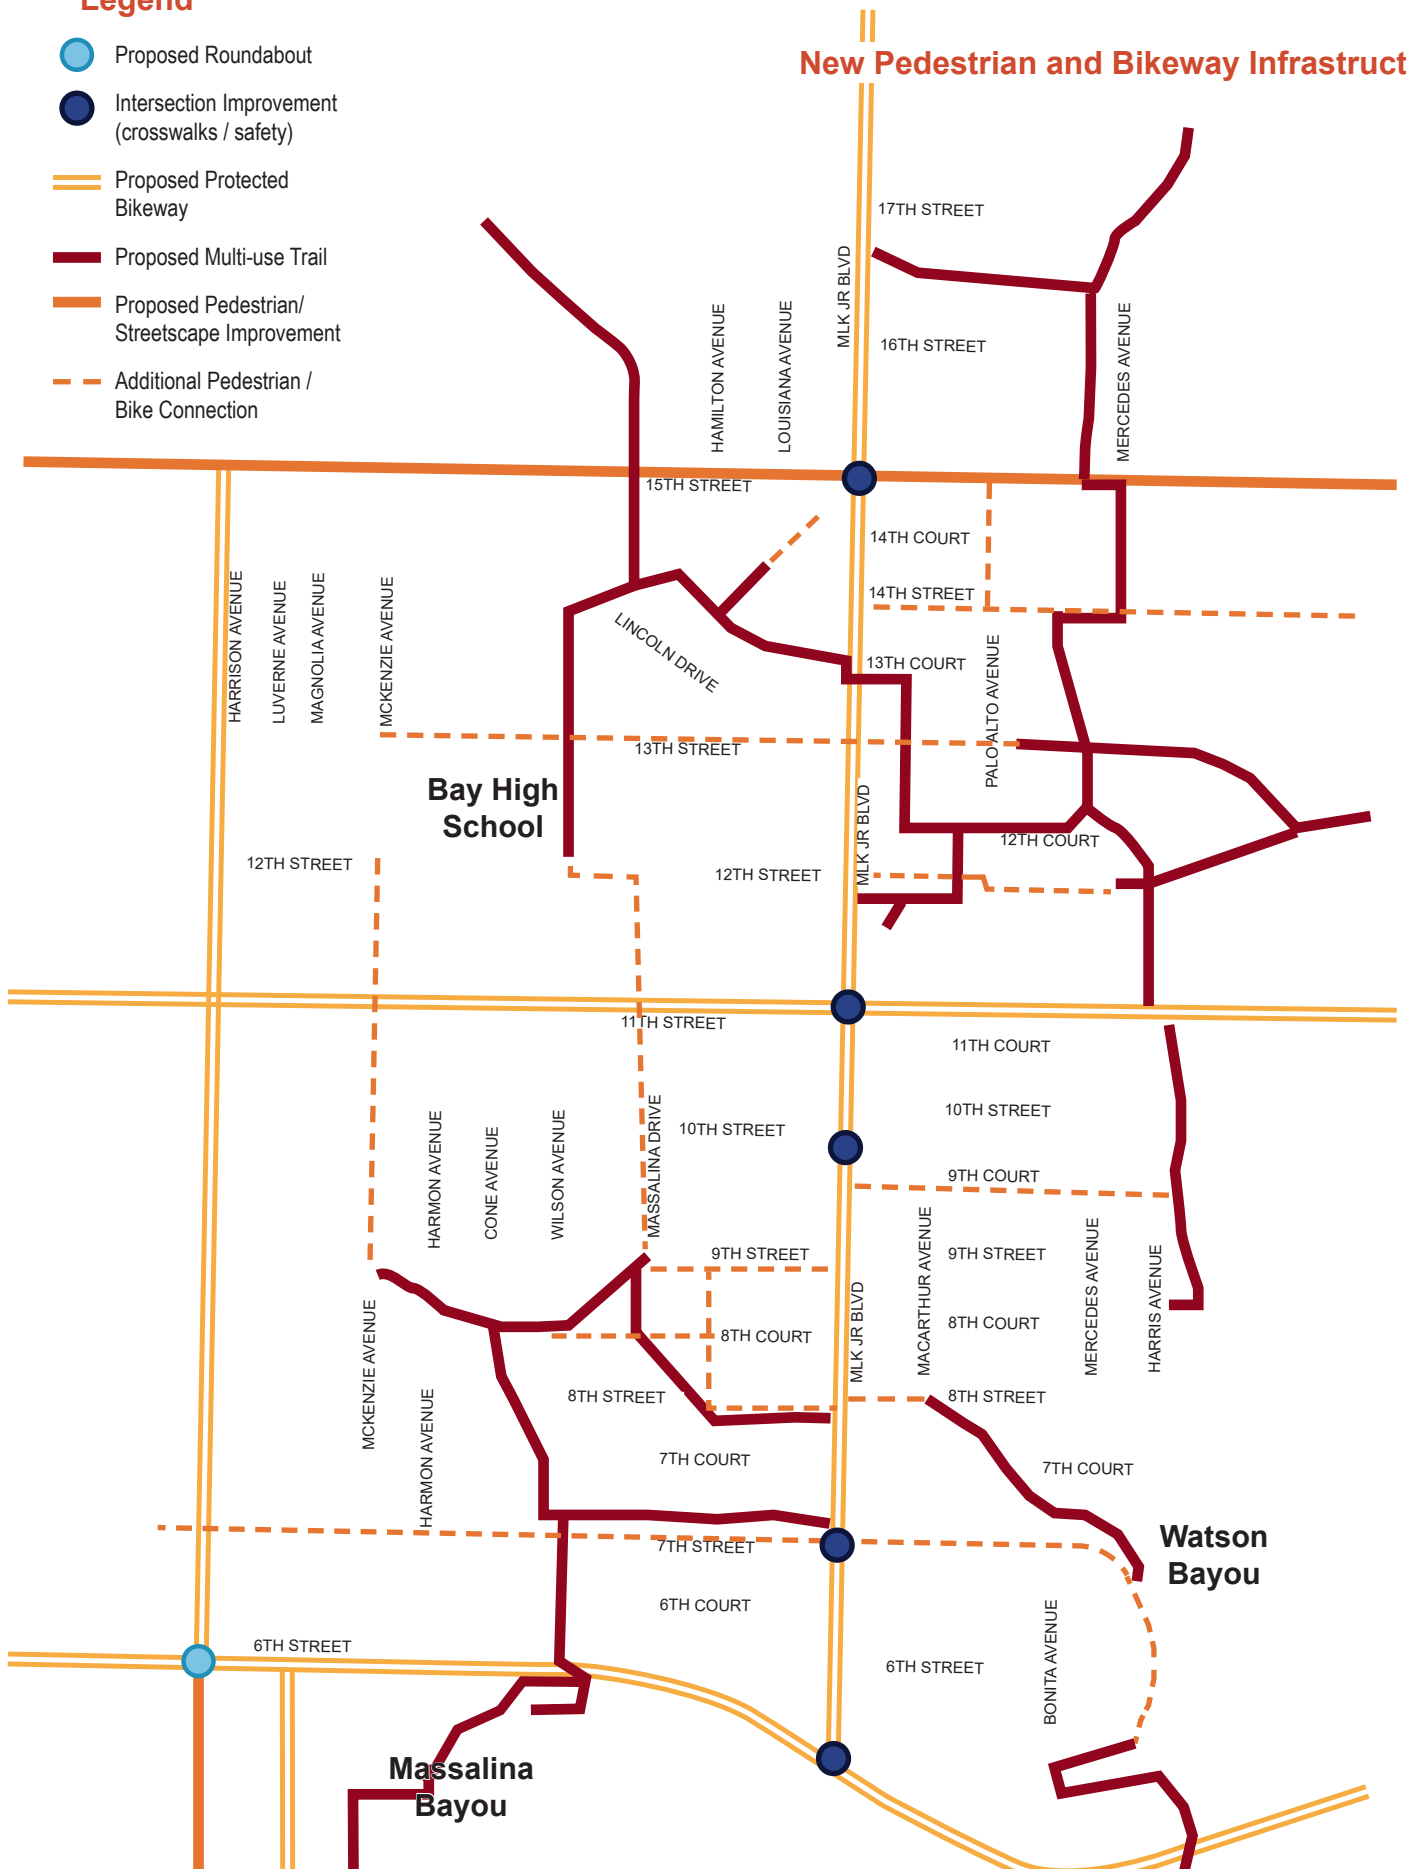 Legend
Proposed Roundabout
Intersection Improvement
(crosswalks / safety)
Proposed Protected
Bikeway
Proposed Multi-use Trail
Proposed Pedestrian/
Streetscape Improvement
Additional Pedestrian /
Bike Connection
New Pedestrian and Bikeway Infrastruct
17TH STREET
MLK JR BLVD
HAMILTON AVENUE
LOUISIANA AVENUE
16TH STREET
MERCEDES AVENUE
15TH STREET
14TH COURT
14TH STREET
HARRISON AVENUE
LUVERNE AVENUE
MAGNOLIA AVENUE
MCKENZIE AVENUE
LINCOLN DRIVE
13TH COURT
PALO ALTO AVENUE
13TH STREET
Bay High
School
MLK JR BLVD
12TH COURT
12TH STREET
12TH STREET
11TH STREET
11TH COURT
10TH STREET
10TH STREET
HARMON AVENUE
CONE AVENUE
WILSON AVENUE
MASSALINA DRIVE
9TH COURT
9TH STREET
9TH STREET
MACARTHUR AVENUE
MERCEDES AVENUE
HARRIS AVENUE
MLK JR BLVD
8TH COURT
8TH COURT
MCKENZIE AVENUE
HARMON AVENUE
8TH STREET
8TH STREET
7TH COURT
7TH COURT
7TH STREET
Watson
Bayou
6TH COURT
6TH STREET
6TH STREET
BONITA AVENUE
Massalina
Bayou